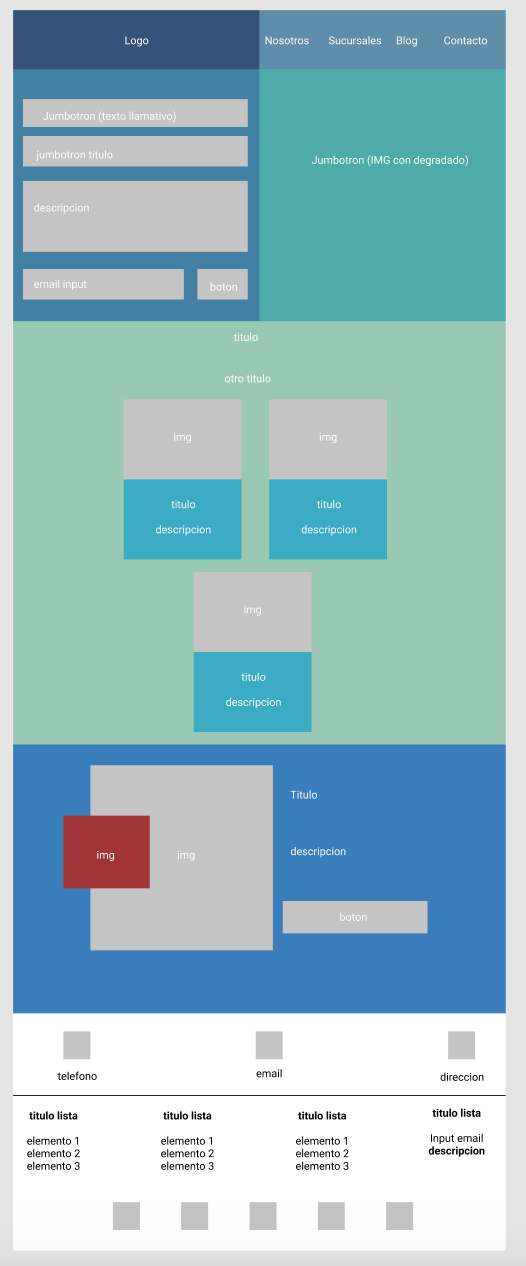 Logo
Nosotros Sucursales Blog Contacto
Jumbotron (texto llamativo)
jumbotron titulo
descripcion
email input
boton
Jumbotron (IMG con degradado)
titulo
otro titulo
img
titulo
descripcion
img
titulo
descripcion
img
titulo
descripcion
img
img
Titulo
descripcion
boton
telefono
email
direccion
titulo lista
elemento 1
elemento 2
elemento 3
titulo lista
elemento 1
elemento 2
elemento 3
titulo lista
elemento 1
elemento 2
elemento 3
titulo lista
Input email
descripcion